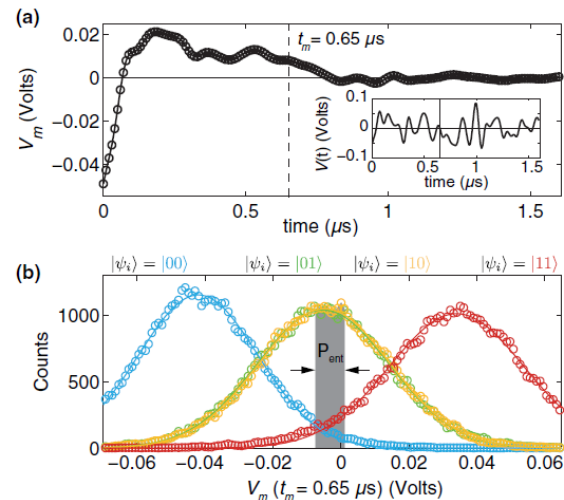 (a)
0.02
0
−0.02
−0.04
V_m (Volts)
t_m = 0.65 μs
0.1
0
−0.1
V(t) (Volts)
0 0.5 1 1.5
time (μs)
0 0.5 1 1.5
time (μs)
(b)
|ψ_i⟩ = |00⟩ |ψ_i⟩ = |01⟩ |ψ_i⟩ = |10⟩ |ψ_i⟩ = |11⟩
1000
500
0
Counts
P_ent
−0.06 −0.04 −0.02 0 0.02 0.04 0.06
V_m ( t_m = 0.65 μs) (Volts)